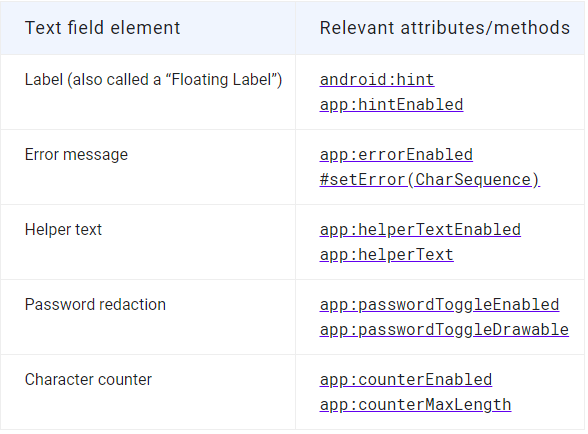 Text field element Relevant attributes/methods
Label (also called a “Floating Label”) android:hint
app:hintEnabled
Error message app:errorEnabled
#setError(CharSequence)
Helper text app:helperTextEnabled
app:helperText
Password redaction app:passwordToggleEnabled
app:passwordToggleDrawable
Character counter app:counterEnabled
app:counterMaxLength